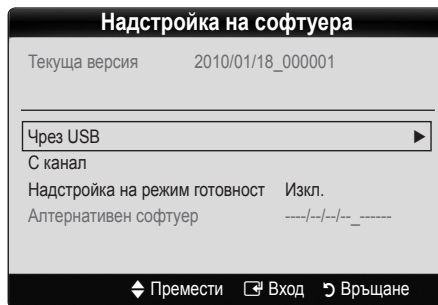 Надстройка на софтуера
Текуща версия 2010/01/18_000001
Чрез USB ►
С канал
Надстройка на режим готовност Изкл.
Алтернативен софтуер ----/--/--/--_------
Премести Вход Връщане